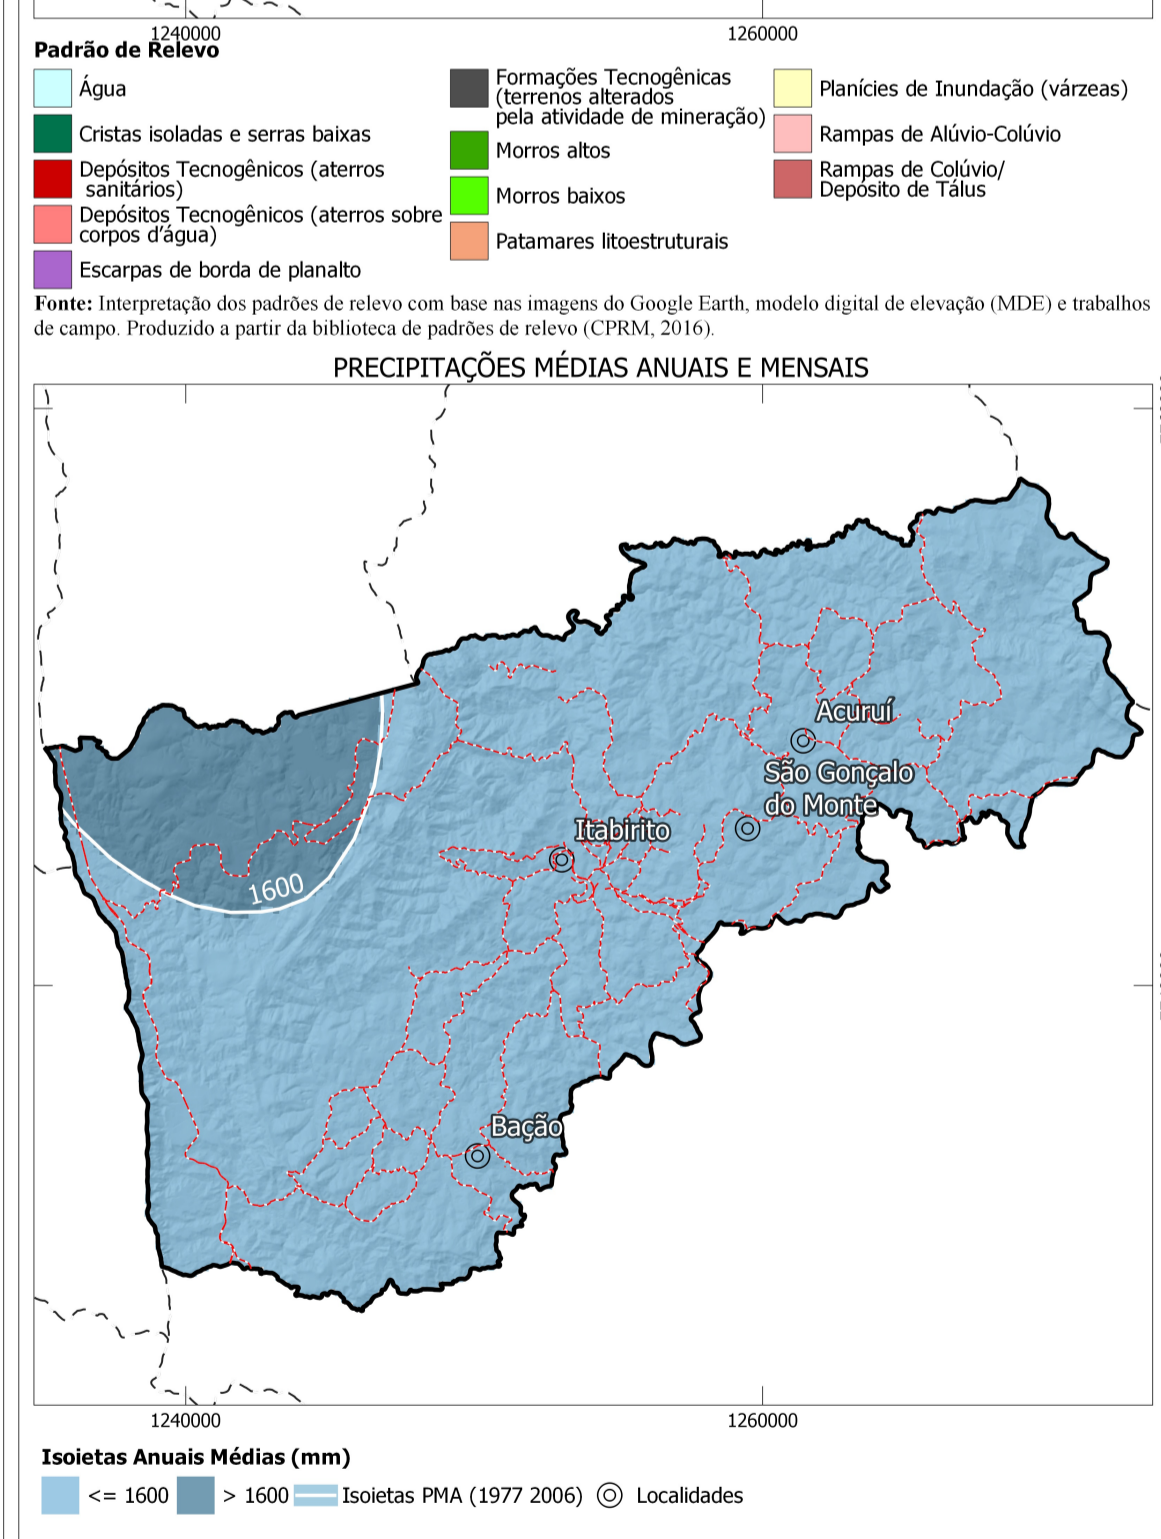 1240000
1260000
Padrão de Relevo
Água
Cristas isoladas e serras baixas
Depósitos Tecnogênicos (aterros
sanitários)
Depósitos Tecnogênicos (aterros sobre
corpos d'água)
Escarpas de borda de planalto
Formações Tecnogênicas
(terrenos alterados
pela atividade de mineração)
Morros altos
Morros baixos
Patamares litoestruturais
Planícies de Inundação (várzeas)
Rampas de Alúvio-Colúvio
Rampas de Colúvio/
Depósito de Tálus
Fonte: Interpretação dos padrões de relevo com base nas imagens do Google Earth, modelo digital de elevação (MDE) e trabalhos
de campo. Produzido a partir da biblioteca de padrões de relevo (CPRM, 2016).
PRECIPITAÇÕES MÉDIAS ANUAIS E MENSAIS
Acuruí
São Gonçalo
do Monte
Itabirito
1600
Bação
1240000
1260000
Isoietas Anuais Médias (mm)
<= 1600
> 1600
Isoietas PMA (1977 2006)
Localidades